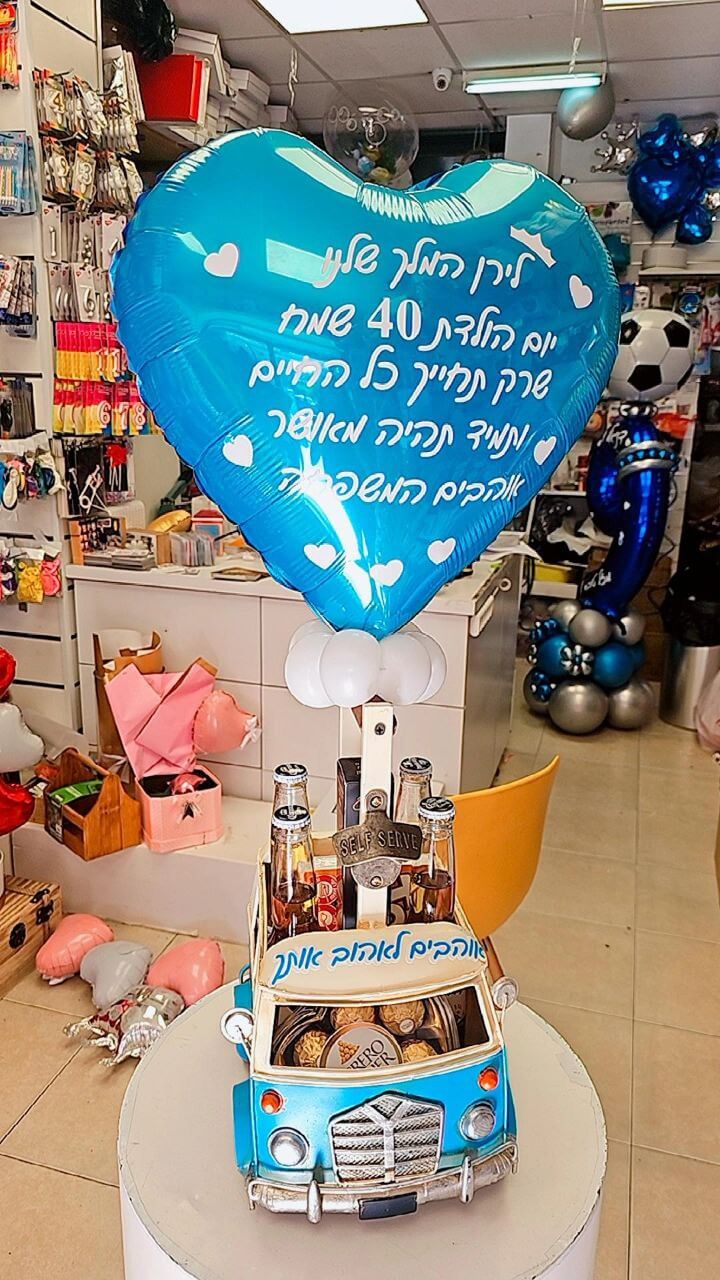 לירן המלך שלנו
יום הולדת 40 שמח
שרק תחייך כל החיים
ותמיד תהיה מאושר
אוהבים המשפחה
SELF SERVE
אוהבים לאהוב אותך